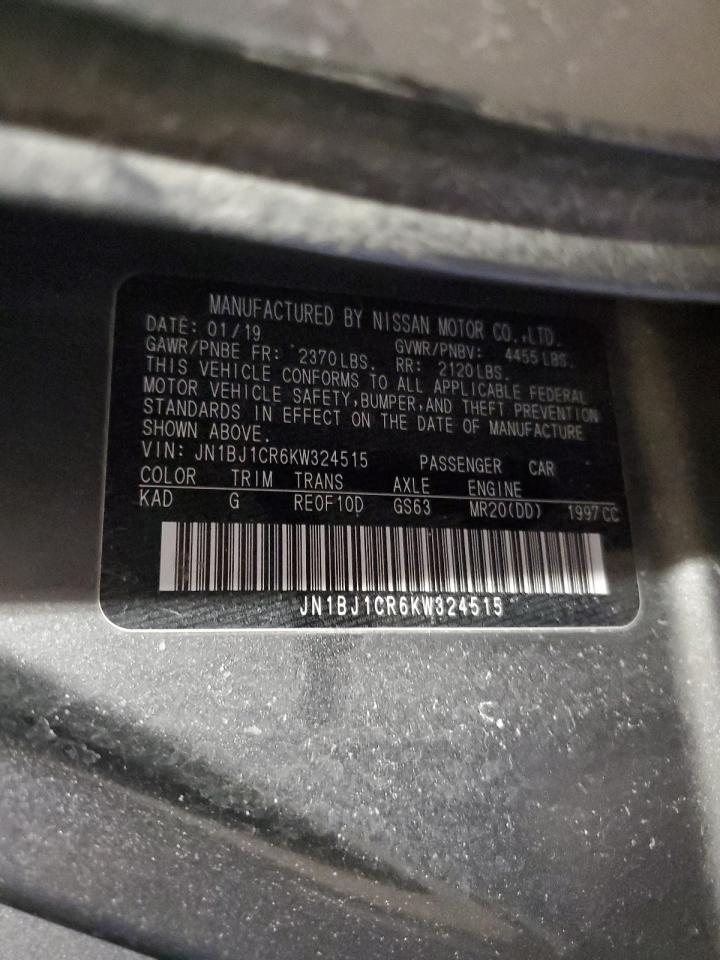 MANUFACTURED BY NISSAN MOTOR CO.,LTD.
DATE: 01/19 GVWR/PNBV: 4455 LBS.
GAWR/PNBE FR: 2370LBS. RR: 2120LBS.
THIS VEHICLE CONFORMS TO ALL APPLICABLE FEDERAL
MOTOR VEHICLE SAFETY,BUMPER,AND THEFT PREVENTION
STANDARDS IN EFFECT ON THE DATE OF MANUFACTURE
SHOWN ABOVE.
VIN: JN1BJ1CR6KW324515 PASSENGER CAR
COLOR TRIM TRANS AXLE ENGINE
KAD G RE0F10D GS63 MR20(DD) 1997CC
JN1BJ1CR6KW324515